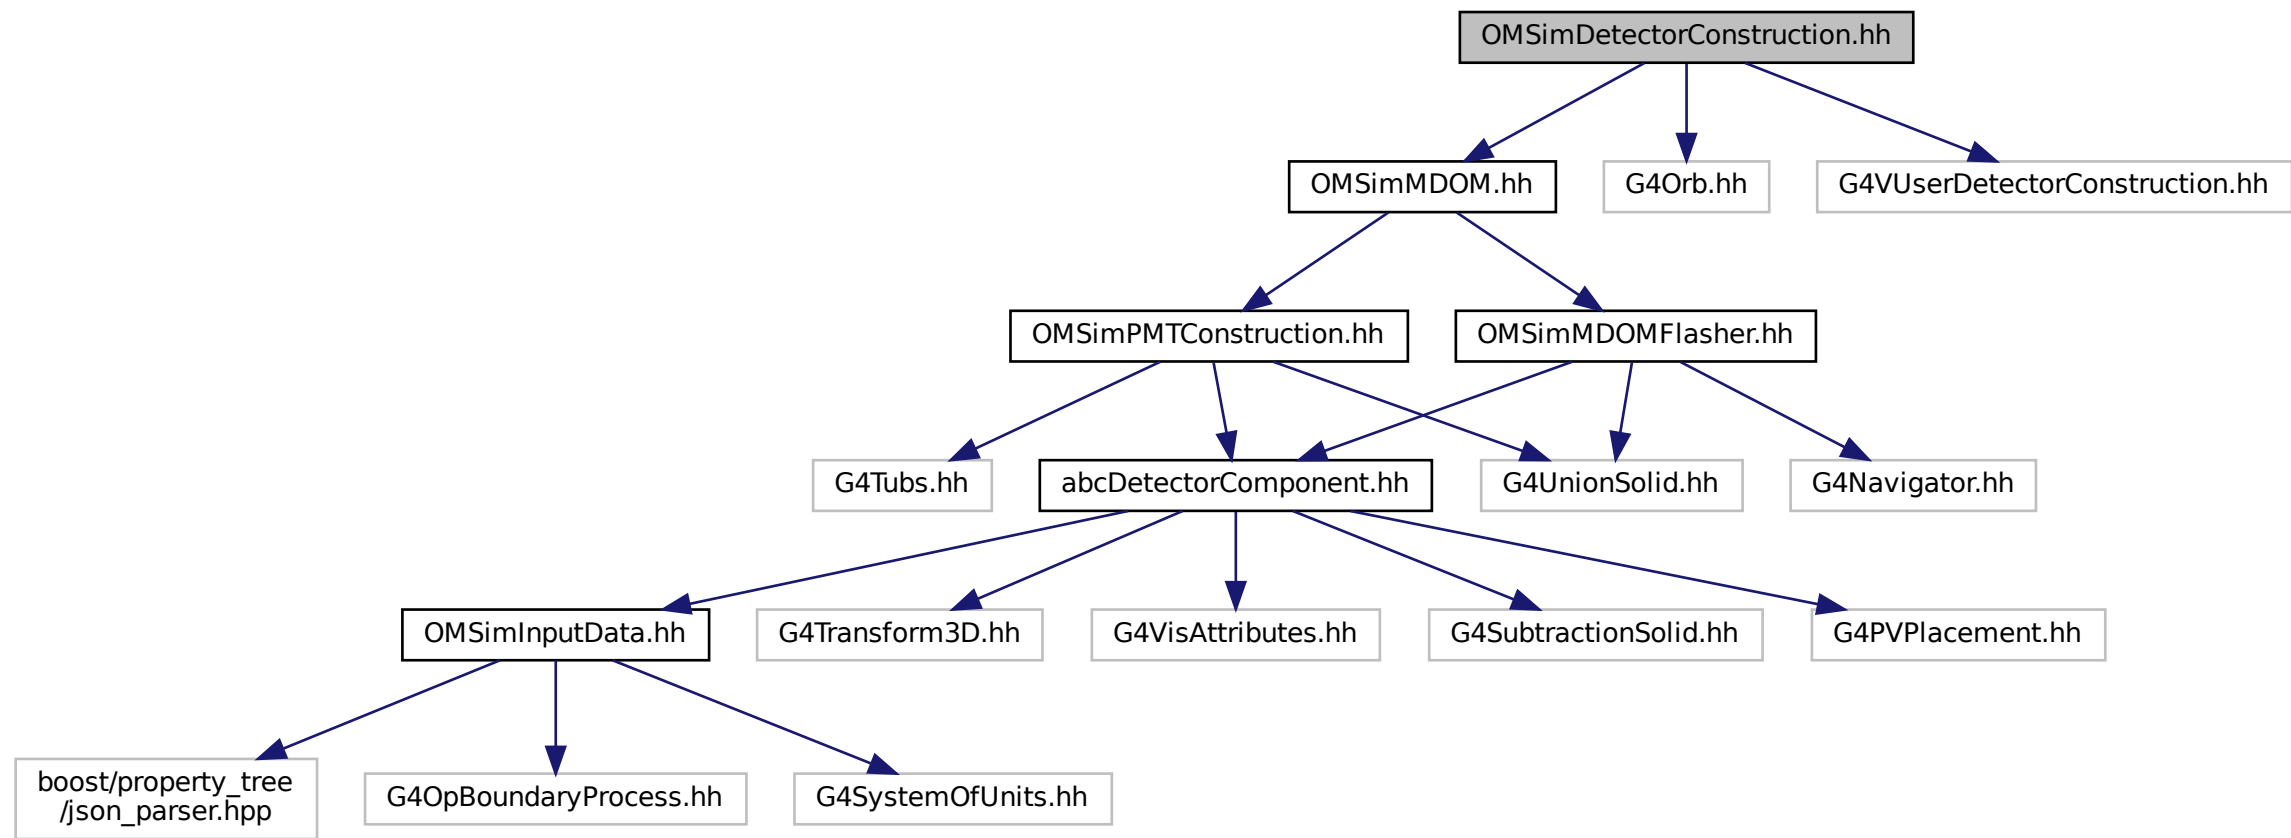 OMSimDetectorConstruction.hh
OMSimMDOM.hh
G4Orb.hh
G4VUserDetectorConstruction.hh
OMSimPMTConstruction.hh
OMSimMDOMFlasher.hh
G4Tubs.hh
abcDetectorComponent.hh
G4UnionSolid.hh
G4Navigator.hh
OMSimInputData.hh
G4Transform3D.hh
G4VisAttributes.hh
G4SubtractionSolid.hh
G4PVPlacement.hh
boost/property_tree
/json_parser.hpp
G4OpBoundaryProcess.hh
G4SystemOfUnits.hh